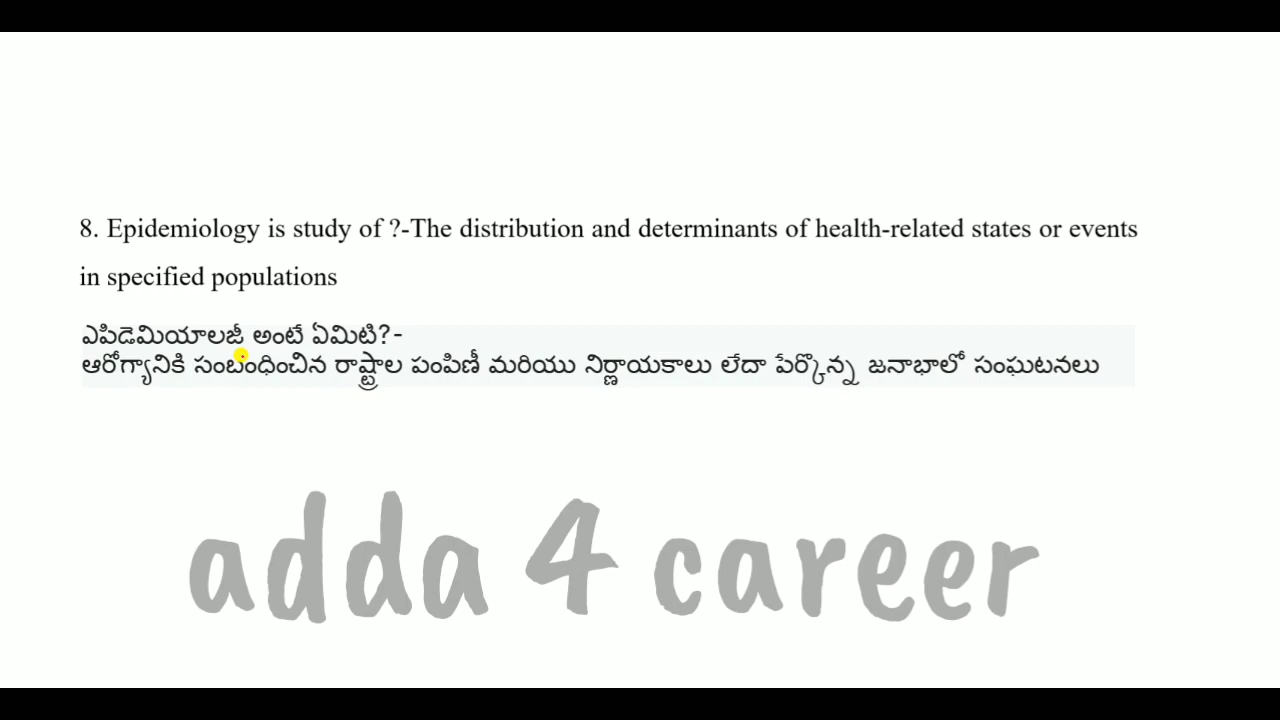 8. Epidemiology is study of ?-The distribution and determinants of health-related states or events
in specified populations
ఎపిడెమియాలజీ అంటే ఏమిటి?-
ఆరోగ్యానికి సంబంధించిన రాష్ట్రాల పంపిణీ మరియు నిర్ణాయకాలు లేదా పేర్కొన్న జనాభాలో సంఘటనలు
adda 4 career